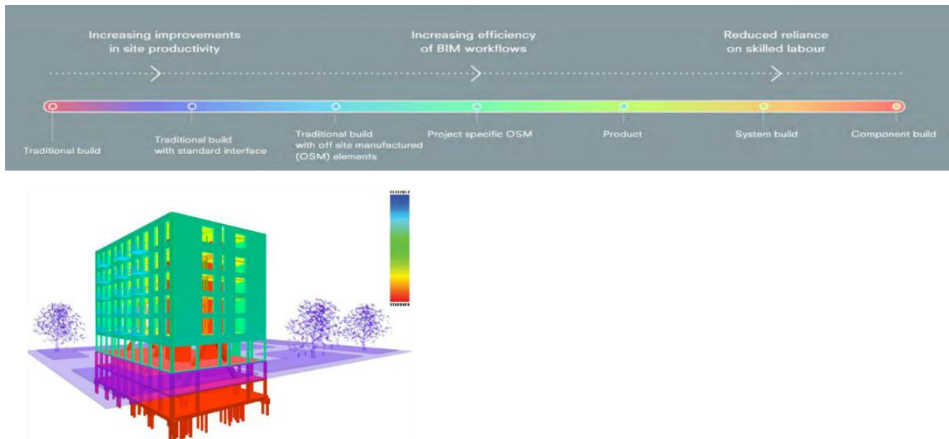 Increasing improvements
in site productivity
Increasing efficiency
of BIM workflows
Reduced reliance
on skilled labour
Traditional build
Traditional build
with standard interface
Traditional build
with off site manufactured
(OSM) elements
Project specific OSM
Product
System build
Component build